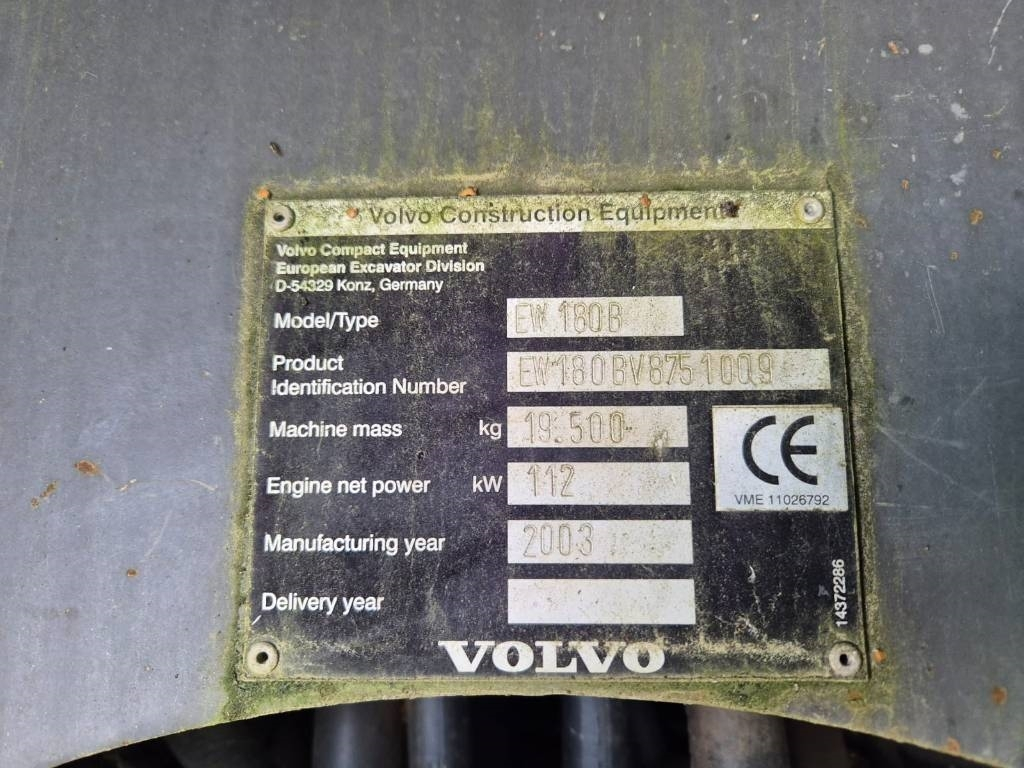 Volvo Construction Equipment
Volvo Compact Equipment
European Excavator Division
D-54329 Konz, Germany
Model/Type EW 180B
Product
Identification Number EW180BV8751009
Machine mass kg 19.500
Engine net power kW 112
CE
VME 11026792
Manufacturing year 2003
Delivery year
14372286
VOLVO